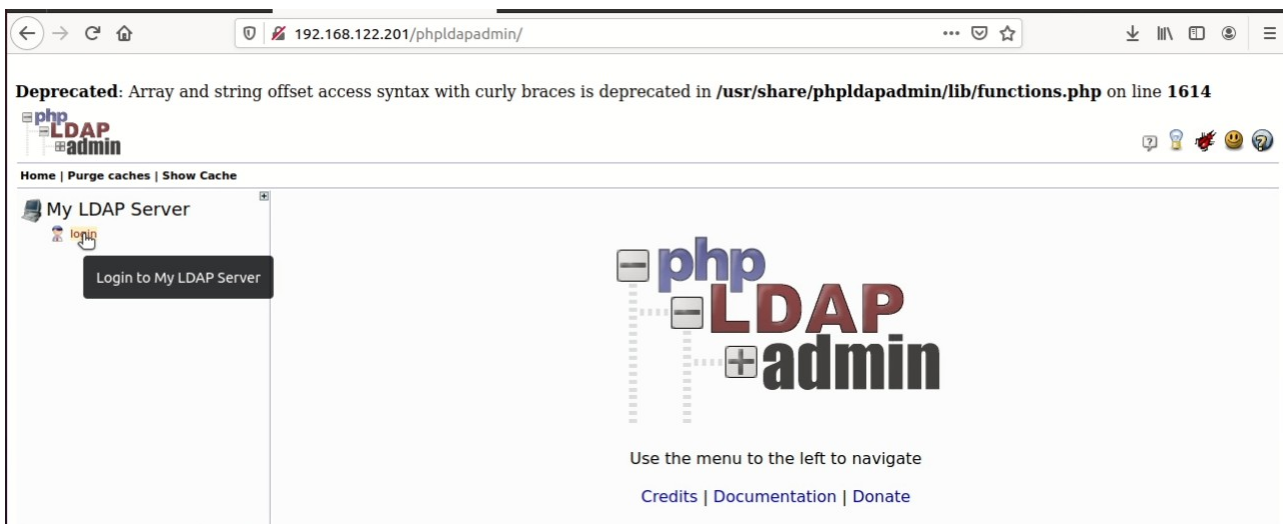 192.168.122.201/phpldapadmin/
Deprecated: Array and string offset access syntax with curly braces is deprecated in /usr/share/phpldapadmin/lib/functions.php on line 1614
php
LDAP
admin
Home | Purge caches | Show Cache
My LDAP Server
login
Login to My LDAP Server
php
LDAP
admin
Use the menu to the left to navigate
Credits | Documentation | Donate